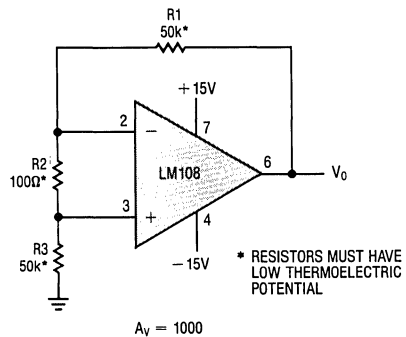 R1
50k*
+15V
2
−
7
R2
100Ω*
LM108
6
V₀
3
+
4
R3
50k*
−15V
* RESISTORS MUST HAVE
LOW THERMOELECTRIC
POTENTIAL
Aᵥ = 1000